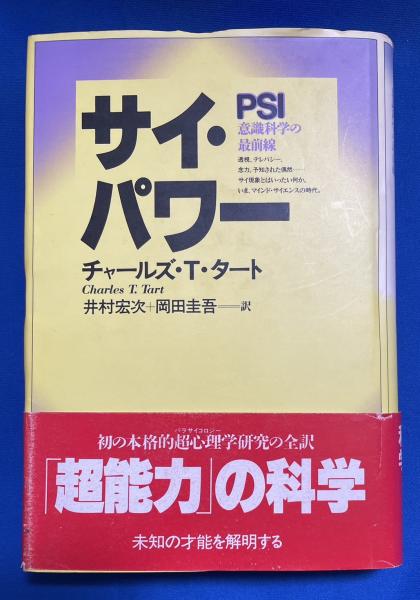 サイ・
パワー
PSI
意識科学の
最前線
透視、テレパシー、
念力、予知された偶然……
サイ現象とはいったい何か。
いま、マインド・サイエンスの時代。
チャールズ・T・タート
Charles T. Tart
井村宏次+岡田圭吾——訳
パラサイコロジー
初の本格的超心理学研究の全訳
「超能力」の科学
未知の才能を解明する